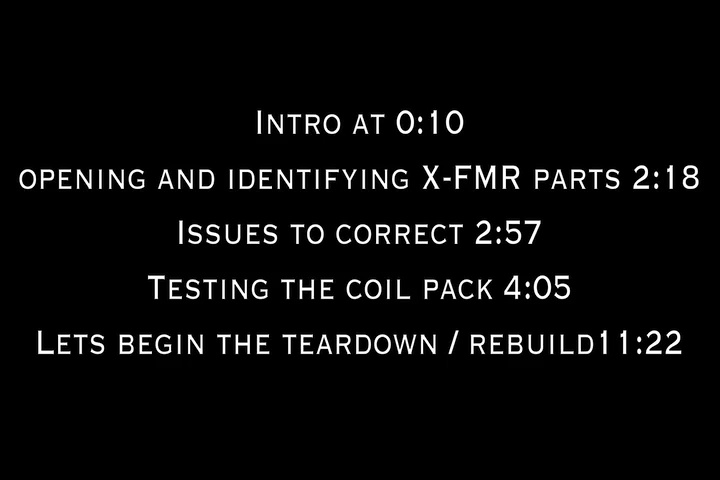 Intro at 0:10
opening and identifying X-FMR parts 2:18
Issues to correct 2:57
Testing the coil pack 4:05
Lets begin the teardown / rebuild11:22